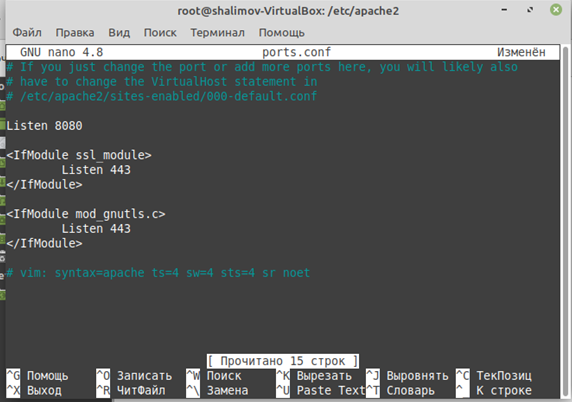 root@shalimov-VirtualBox: /etc/apache2
Файл Правка Вид Поиск Терминал Помощь
GNU nano 4.8 ports.conf Изменён
# If you just change the port or add more ports here, you will likely also
# have to change the VirtualHost statement in
# /etc/apache2/sites-enabled/000-default.conf
Listen 8080
<IfModule ssl_module>
Listen 443
</IfModule>
<IfModule mod_gnutls.c>
Listen 443
</IfModule>
# vim: syntax=apache ts=4 sw=4 sts=4 sr noet
[ Прочитано 15 строк ]
^G Помощь ^O Записать ^W Поиск ^K Вырезать ^J Выровнять ^C ТекПозиц
^X Выход ^R ЧитФайл ^\ Замена ^U Paste Text ^T Словарь ^_ К строке